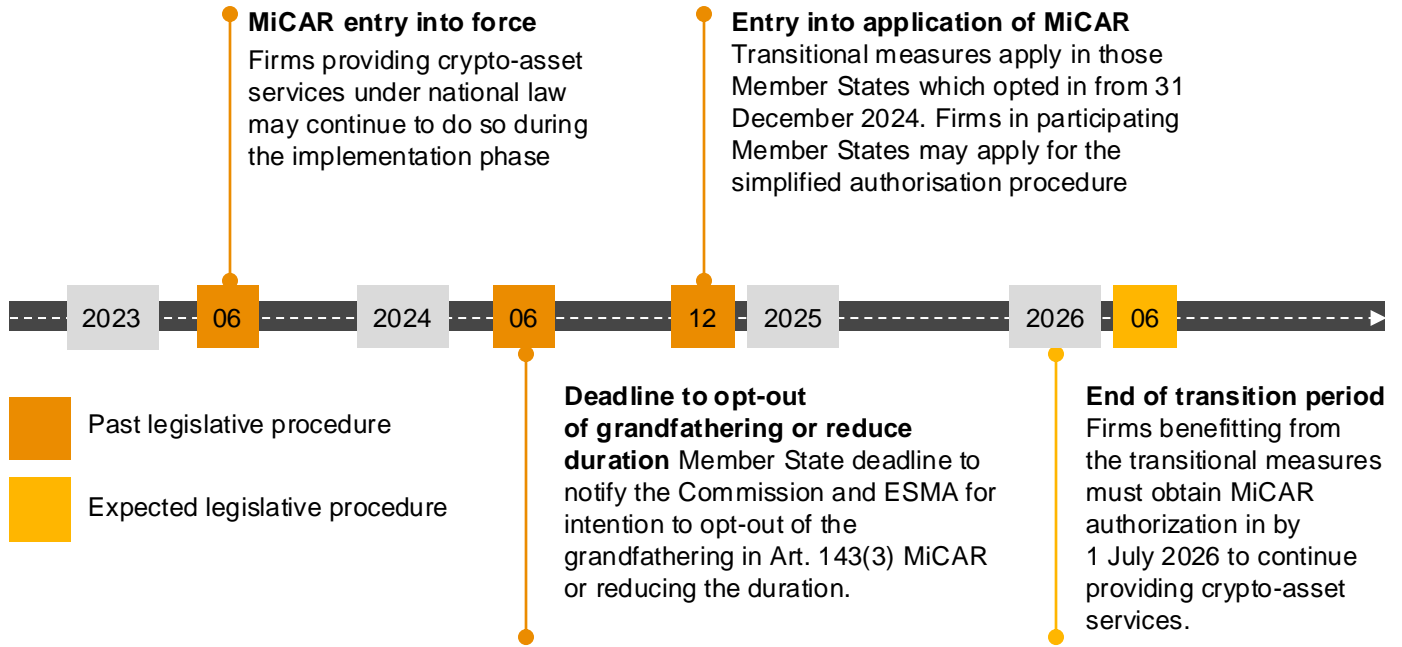 MiCAR entry into force
Firms providing crypto-asset
services under national law
may continue to do so during
the implementation phase
Entry into application of MiCAR
Transitional measures apply in those
Member States which opted in from 31
December 2024. Firms in participating
Member States may apply for the
simplified authorisation procedure
2023
06
2024
06
12
2025
2026
06
Past legislative procedure
Expected legislative procedure
Deadline to opt-out
of grandfathering or reduce
duration Member State deadline to
notify the Commission and ESMA for
intention to opt-out of the
grandfathering in Art. 143(3) MiCAR
or reducing the duration.
End of transition period
Firms benefitting from
the transitional measures
must obtain MiCAR
authorization in by
1 July 2026 to continue
providing crypto-asset
services.